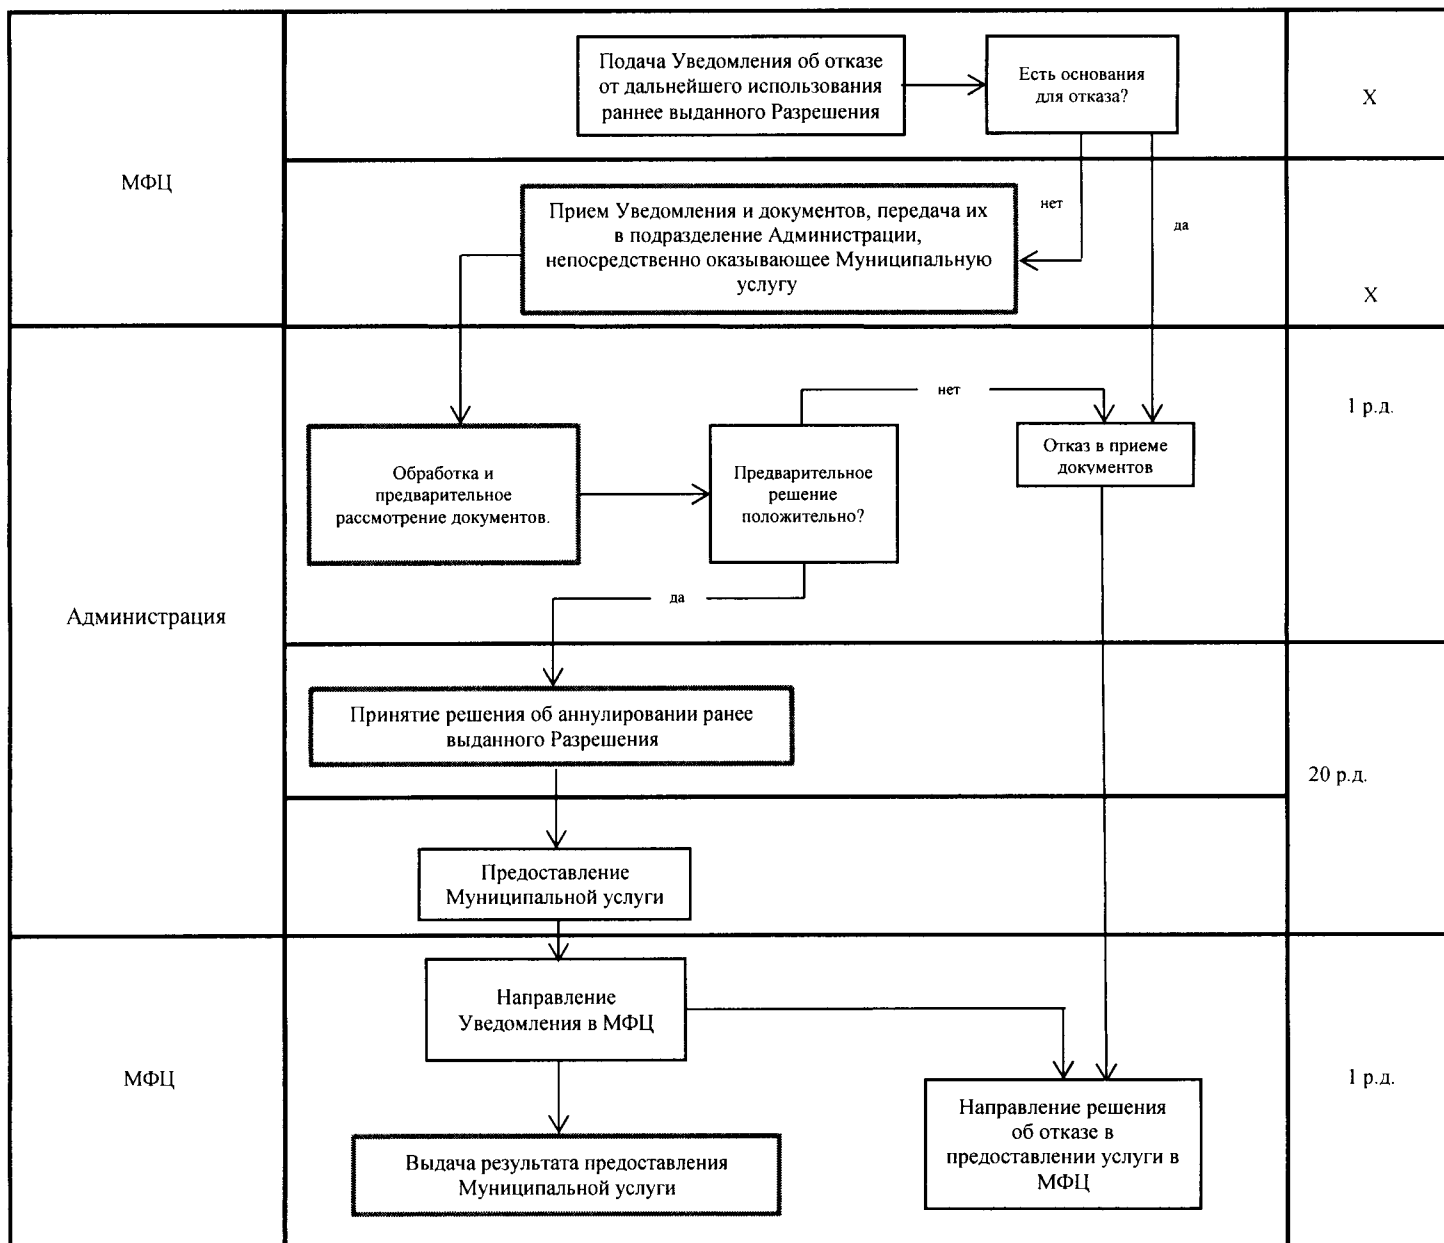 Подача Уведомления об отказе
от дальнейшего использования
раннее выданного Разрешения
Есть основания
для отказа?
X
МФЦ
Прием Уведомления и документов, передача их
в подразделение Администрации,
непосредственно оказывающее Муниципальную
услугу
нет
да
X
1 р.д.
нет
Обработка и
предварительное
рассмотрение документов.
Предварительное
решение
положительно?
Отказ в приеме
документов
да
Администрация
Принятие решения об аннулировании ранее
выданного Разрешения
20 р.д.
Предоставление
Муниципальной услуги
Направление
Уведомления в МФЦ
МФЦ
1 р.д.
Направление решения
об отказе в
предоставлении услуги в
МФЦ
Выдача результата предоставления
Муниципальной услуги